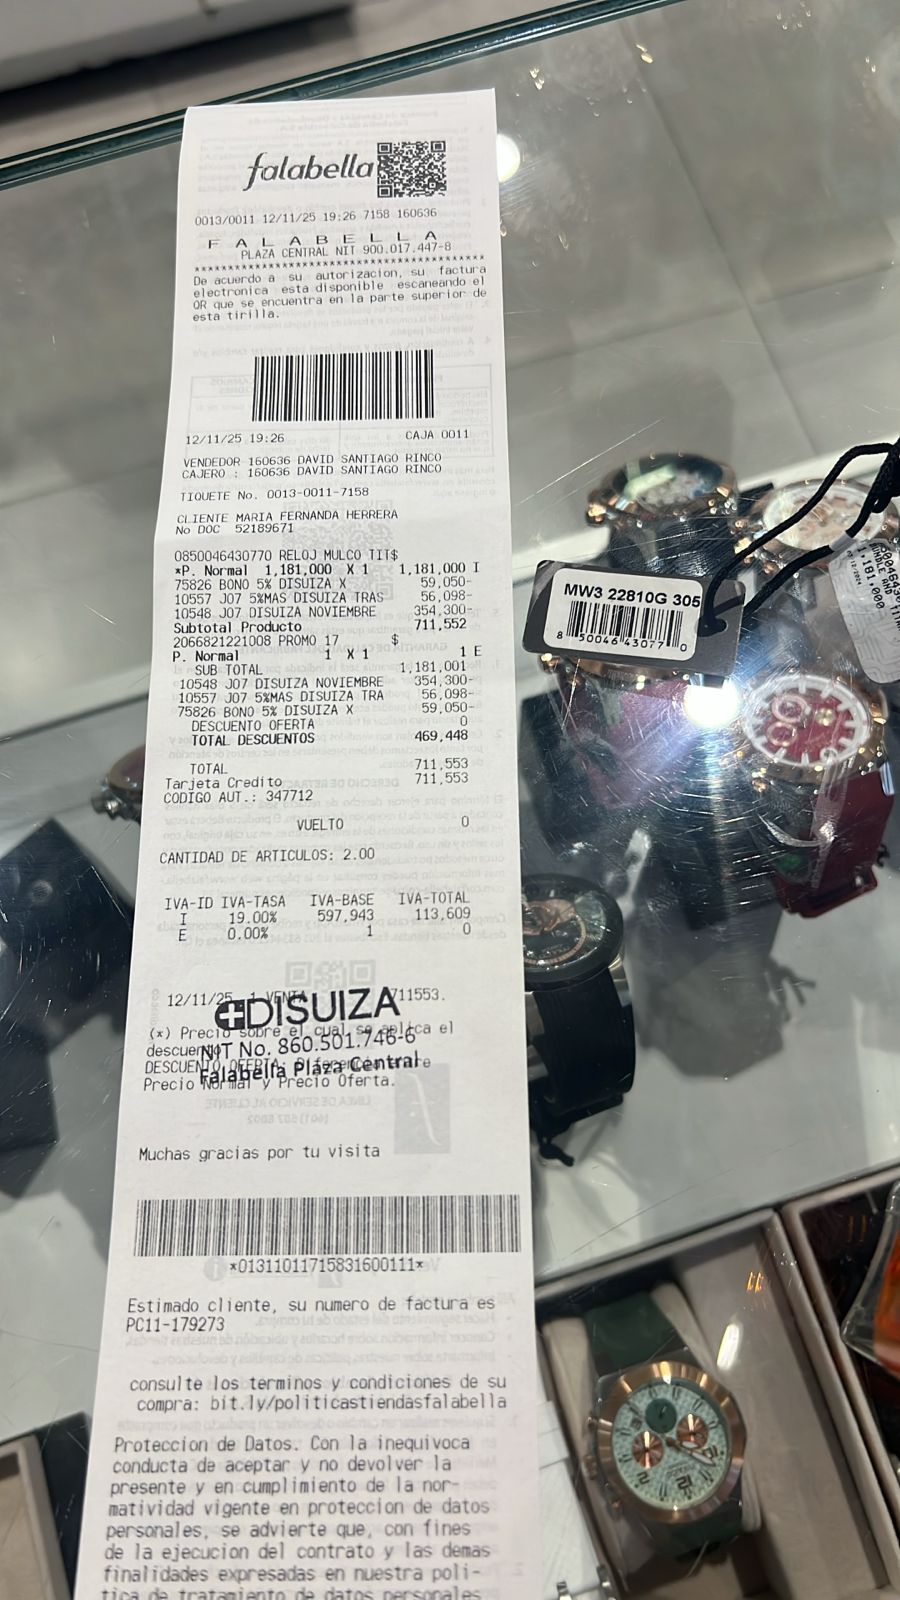 falabella
0013/0011 12/11/25 19:26 7158 160636
F A L A B E L L A
PLAZA CENTRAL NIT 900.017.447-8
****************************************
De acuerdo a su autorizacion, su factura
electronica esta disponible escaneando el
QR que se encuentra en la parte superior de
esta tirilla.
12/11/25 19:26 CAJA 0011
VENDEDOR 160636 DAVID SANTIAGO RINCO
CAJERO : 160636 DAVID SANTIAGO RINCO
TIQUETE No. 0013-0011-7158
CLIENTE MARIA FERNANDA HERRERA
No DOC 52189671
0850046430770 RELOJ MULCO TIT$
*P. Normal 1,181,000 X 1 1,181,000 I
75826 BONO 5% DISUIZA X 59,050-
10557 J07 5%MAS DISUIZA TRAS 56,098-
10548 J07 DISUIZA NOVIEMBRE 354,300-
Subtotal Producto 711,552
2066821221008 PROMO 17 $
P. Normal 1 X 1 1 E
SUB TOTAL 1,181,001
10548 J07 DISUIZA NOVIEMBRE 354,300-
10557 J07 5%MAS DISUIZA TRA 56,098-
75826 BONO 5% DISUIZA X 59,050-
DESCUENTO OFERTA 0
TOTAL DESCUENTOS 469,448
TOTAL 711,553
Tarjeta Credito 711,553
CODIGO AUT.: 347712
VUELTO 0
CANTIDAD DE ARTICULOS: 2.00
IVA-ID IVA-TASA IVA-BASE IVA-TOTAL
I 19.00% 597,943 113,609
E 0.00% 1 0
12/11/25 1 VENTA 711553.
DISUIZA
(*) Precio sobre el cual se aplica el
descuento
NIT No. 860.501.746-6
DESCUENTO OFERTA: Diferencia entre
Falabella Plaza Central
Precio Normal y Precio Oferta.
Muchas gracias por tu visita
*01311011715831600111*
Estimado cliente, su numero de factura es
PC11-179273
consulte los terminos y condiciones de su
compra: bit.ly/politicastiendasfalabella
Proteccion de Datos. Con la inequivoca
conducta de aceptar y no devolver la
presente y en cumplimiento de la nor-
matividad vigente en proteccion de datos
personales, se advierte que, con fines
de la ejecucion del contrato y las demas
finalidades expresadas en nuestra poli-
tica de tratamiento de datos personales
MW3 22810G 305
8 50046 43077 0
1,181,000